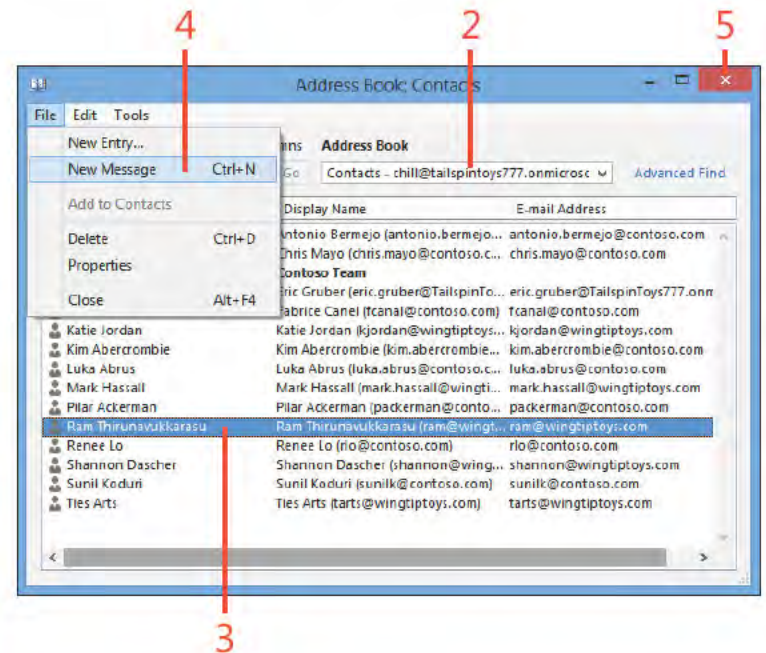 4 2 5
Address Book: Contacts
File Edit Tools
New Entry...
New Message Ctrl+N
Add to Contacts
Delete Ctrl+D
Properties
Close Alt+F4
mns Address Book
Go Contacts - chill@tailspintoys777.onmicrosc Advanced Find
Display Name E-mail Address
Antonio Bermejo (antonio.bermejo... antonio.bermejo@contoso.com
Chris Mayo (chris.mayo@contoso.c... chris.mayo@contoso.com
Contoso Team
Eric Gruber (eric.gruber@TailspinTo... eric.gruber@TailspinToys777.onm
Fabrice Canel (fcanal@contoso.com) fcanal@contoso.com
Katie Jordan Katie Jordan (kjordan@wingtiptoys... kjordan@wingtiptoys.com
Kim Abercrombie Kim Abercrombie (kim.abercrombie... kim.abercrombie@contoso.com
Luka Abrus Luka Abrus (luka.abrus@contoso.c... luka.abrus@contoso.com
Mark Hassall Mark Hassall (mark.hassall@wingti... mark.hassall@wingtiptoys.com
Pilar Ackerman Pilar Ackerman (packerman@conto... packerman@contoso.com
Ram Thirunavukkarasu Ram Thirunavukkarasu (ram@wingt... ram@wingtiptoys.com
Renee Lo Renee Lo (rlo@contoso.com) rlo@contoso.com
Shannon Dascher Shannon Dascher (shannon@wing... shannon@wingtiptoys.com
Sunil Koduri Sunil Koduri (sunilk@contoso.com) sunilk@contoso.com
Ties Arts Ties Arts (tarts@wingtiptoys.com) tarts@wingtiptoys.com
3